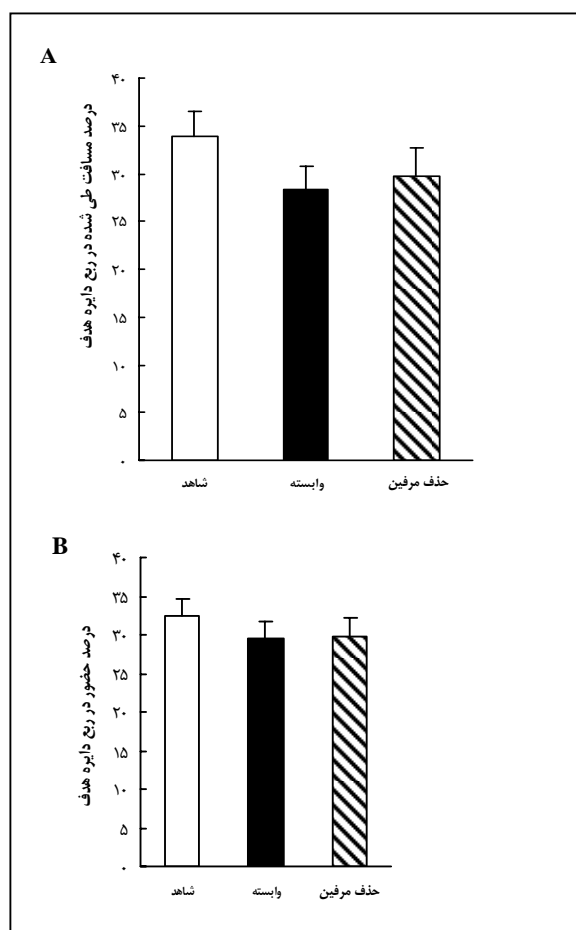 A
درصد مسافت طی شده در ربع دایره هدف
۴۰
۳۵
۳۰
۲۵
۲۰
۱۵
۱۰
۵
۰
شاهد
وابسته
حذف مرفین
B
درصد حضور در ربع دایره هدف
۴۰
۳۵
۳۰
۲۵
۲۰
۱۵
۱۰
۵
۰
شاهد
وابسته
حذف مرفین